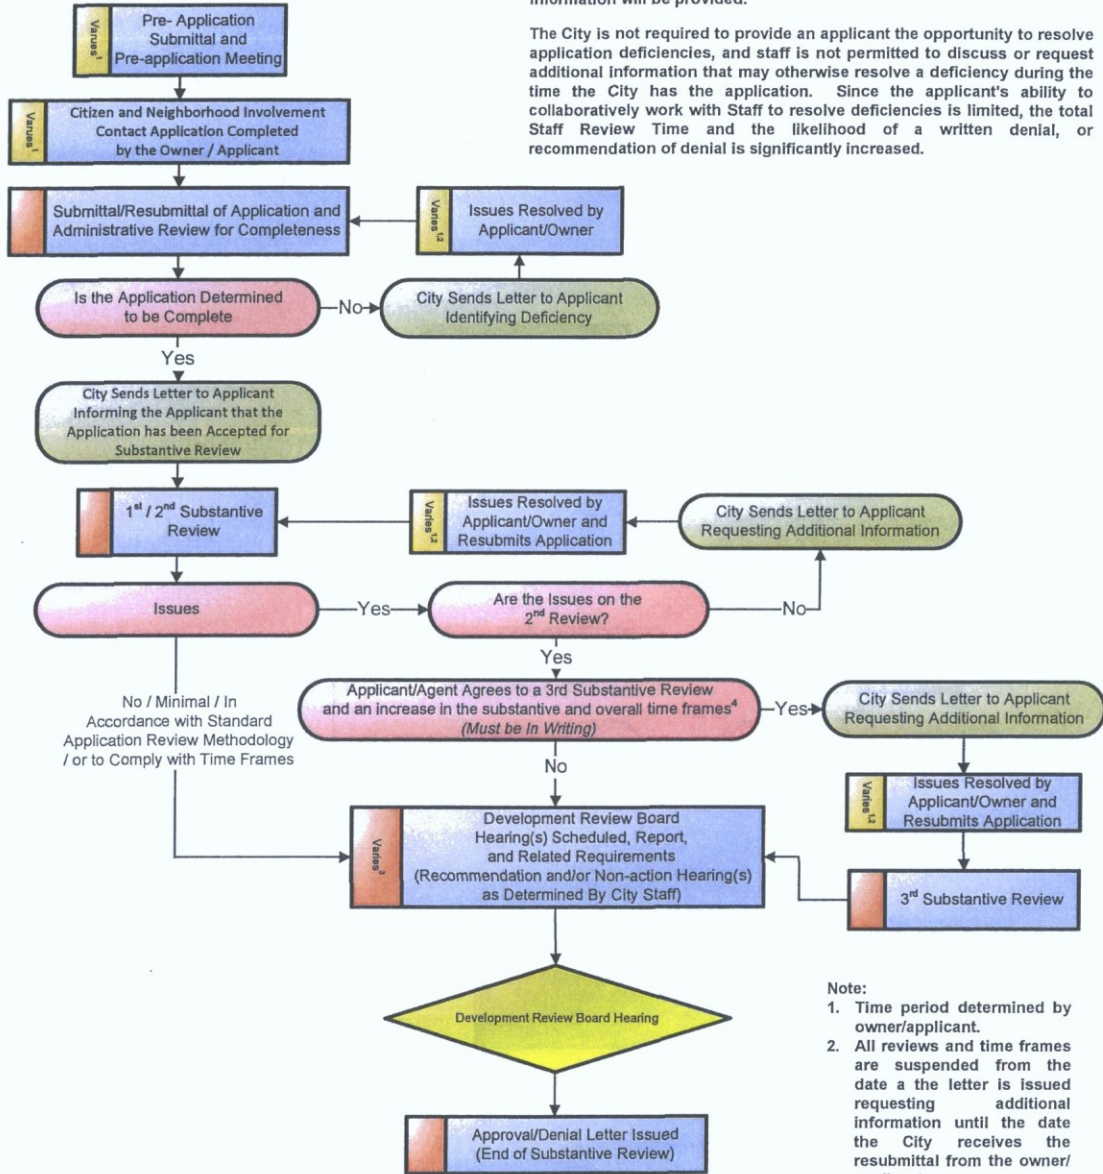 information will be provided.
The City is not required to provide an applicant the opportunity to resolve
application deficiencies, and staff is not permitted to discuss or request
additional information that may otherwise resolve a deficiency during the
time the City has the application. Since the applicant's ability to
collaboratively work with Staff to resolve deficiencies is limited, the total
Staff Review Time and the likelihood of a written denial, or
recommendation of denial is significantly increased.
Varies¹
Pre- Application
Submittal and
Pre-application Meeting
Varues¹
Citizen and Neighborhood Involvement
Contact Application Completed
by the Owner / Applicant
Submittal/Resubmittal of Application and
Administrative Review for Completeness
Varies¹,²
Issues Resolved by
Applicant/Owner
Is the Application Determined
to be Complete
No
City Sends Letter to Applicant
Identifying Deficiency
Yes
City Sends Letter to Applicant
Informing the Applicant that the
Application has been Accepted for
Substantive Review
1st / 2nd Substantive
Review
Varies¹,²
Issues Resolved by
Applicant/Owner and
Resubmits Application
City Sends Letter to Applicant
Requesting Additional Information
Issues
Yes
Are the Issues on the
2nd Review?
No
Yes
No / Minimal / In
Accordance with Standard
Application Review Methodology
/ or to Comply with Time Frames
Applicant/Agent Agrees to a 3rd Substantive Review
and an increase in the substantive and overall time frames⁴
(Must be In Writing)
Yes
City Sends Letter to Applicant
Requesting Additional Information
No
Varies¹,²
Issues Resolved by
Applicant/Owner and
Resubmits Application
Varies³
Development Review Board
Hearing(s) Scheduled, Report,
and Related Requirements
(Recommendation and/or Non-action Hearing(s)
as Determined By City Staff)
3rd Substantive Review
Development Review Board Hearing
Approval/Denial Letter Issued
(End of Substantive Review)
Note:
1. Time period determined by
owner/applicant.
2. All reviews and time frames
are suspended from the
date a the letter is issued
requesting additional
information until the date
the City receives the
resubmittal from the owner/